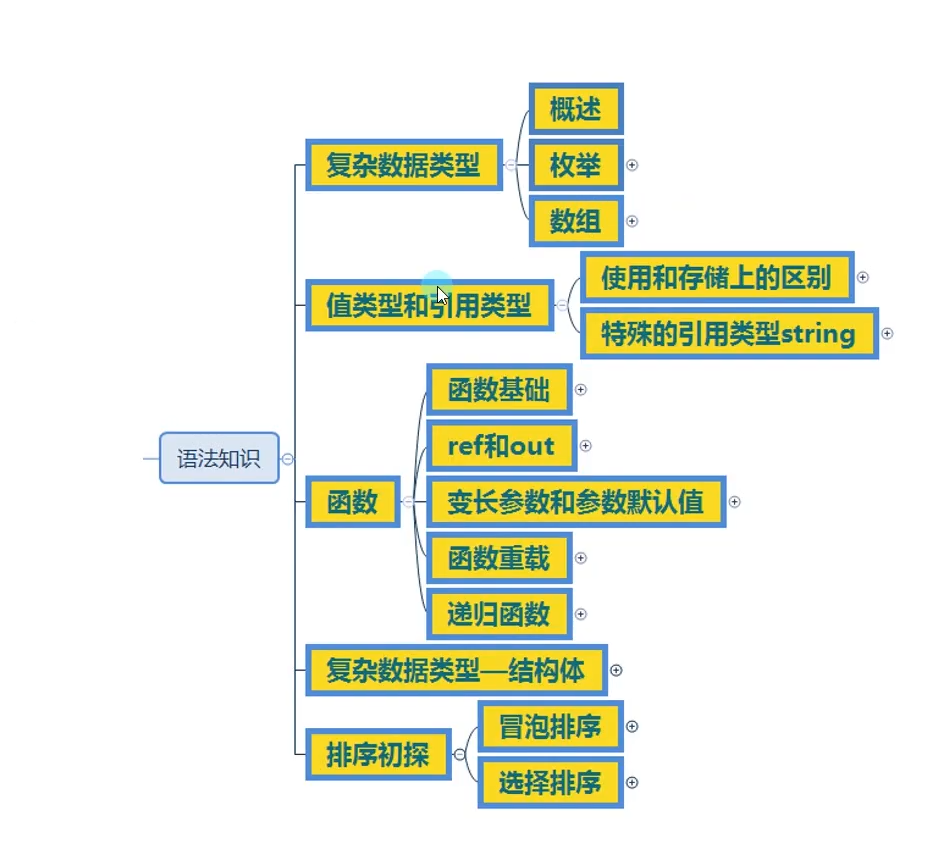 语法知识
复杂数据类型
概述
枚举
数组
值类型和引用类型
使用和存储上的区别
特殊的引用类型string
函数
函数基础
ref和out
变长参数和参数默认值
函数重载
递归函数
复杂数据类型—结构体
排序初探
冒泡排序
选择排序